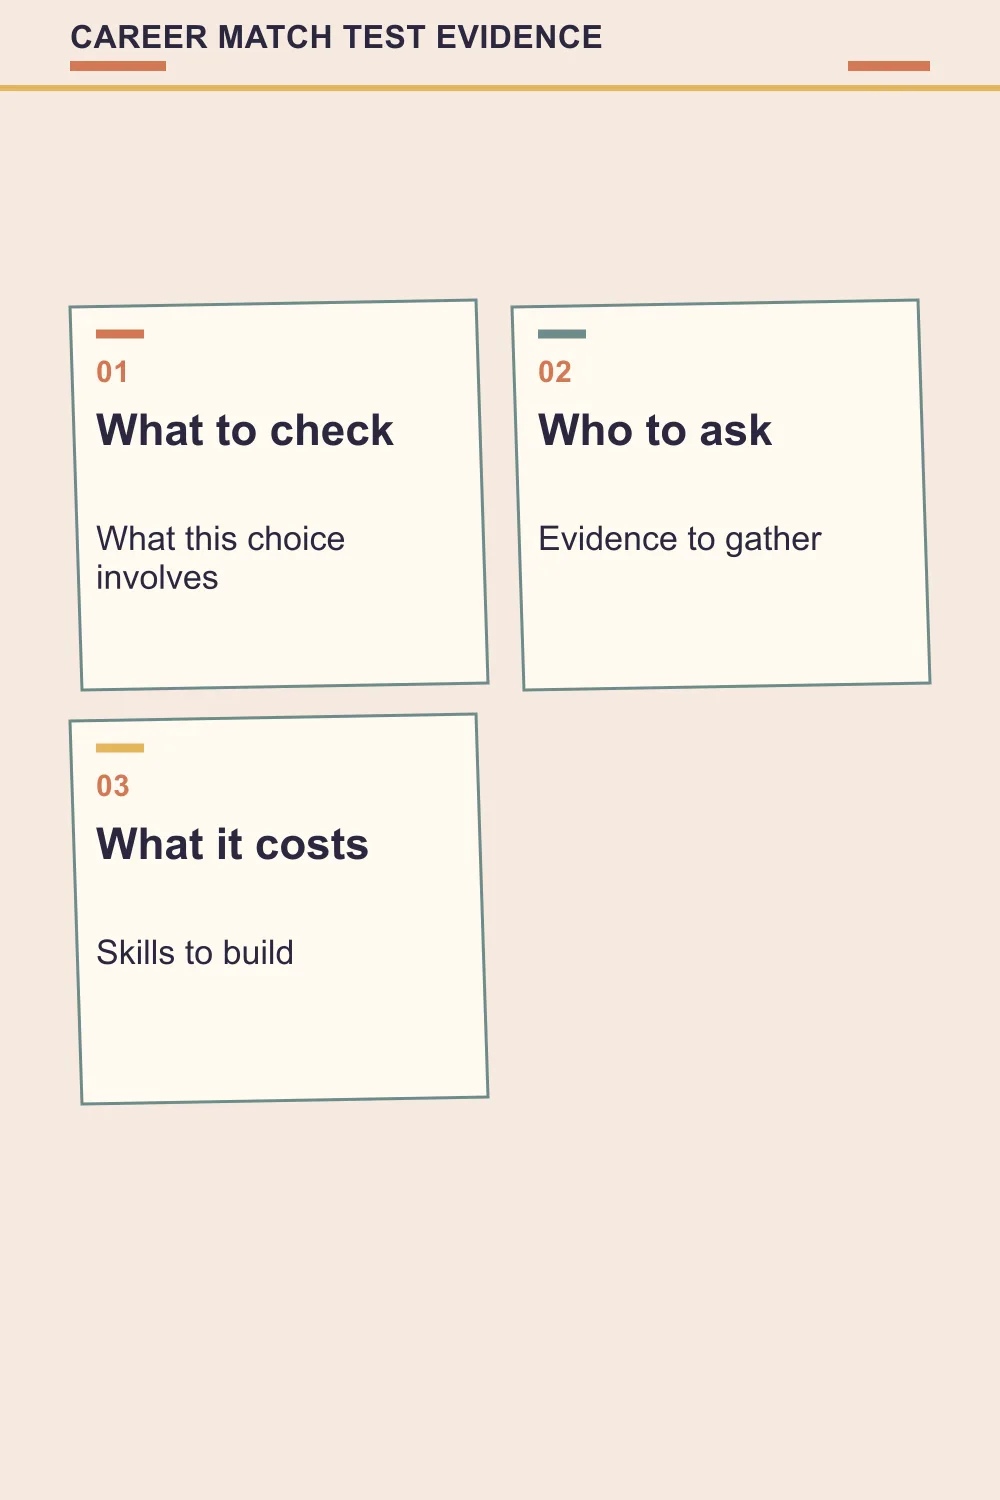 CAREER MATCH TEST EVIDENCE
01
What to check
What this choice
involves
02
Who to ask
Evidence to gather
03
What it costs
Skills to build